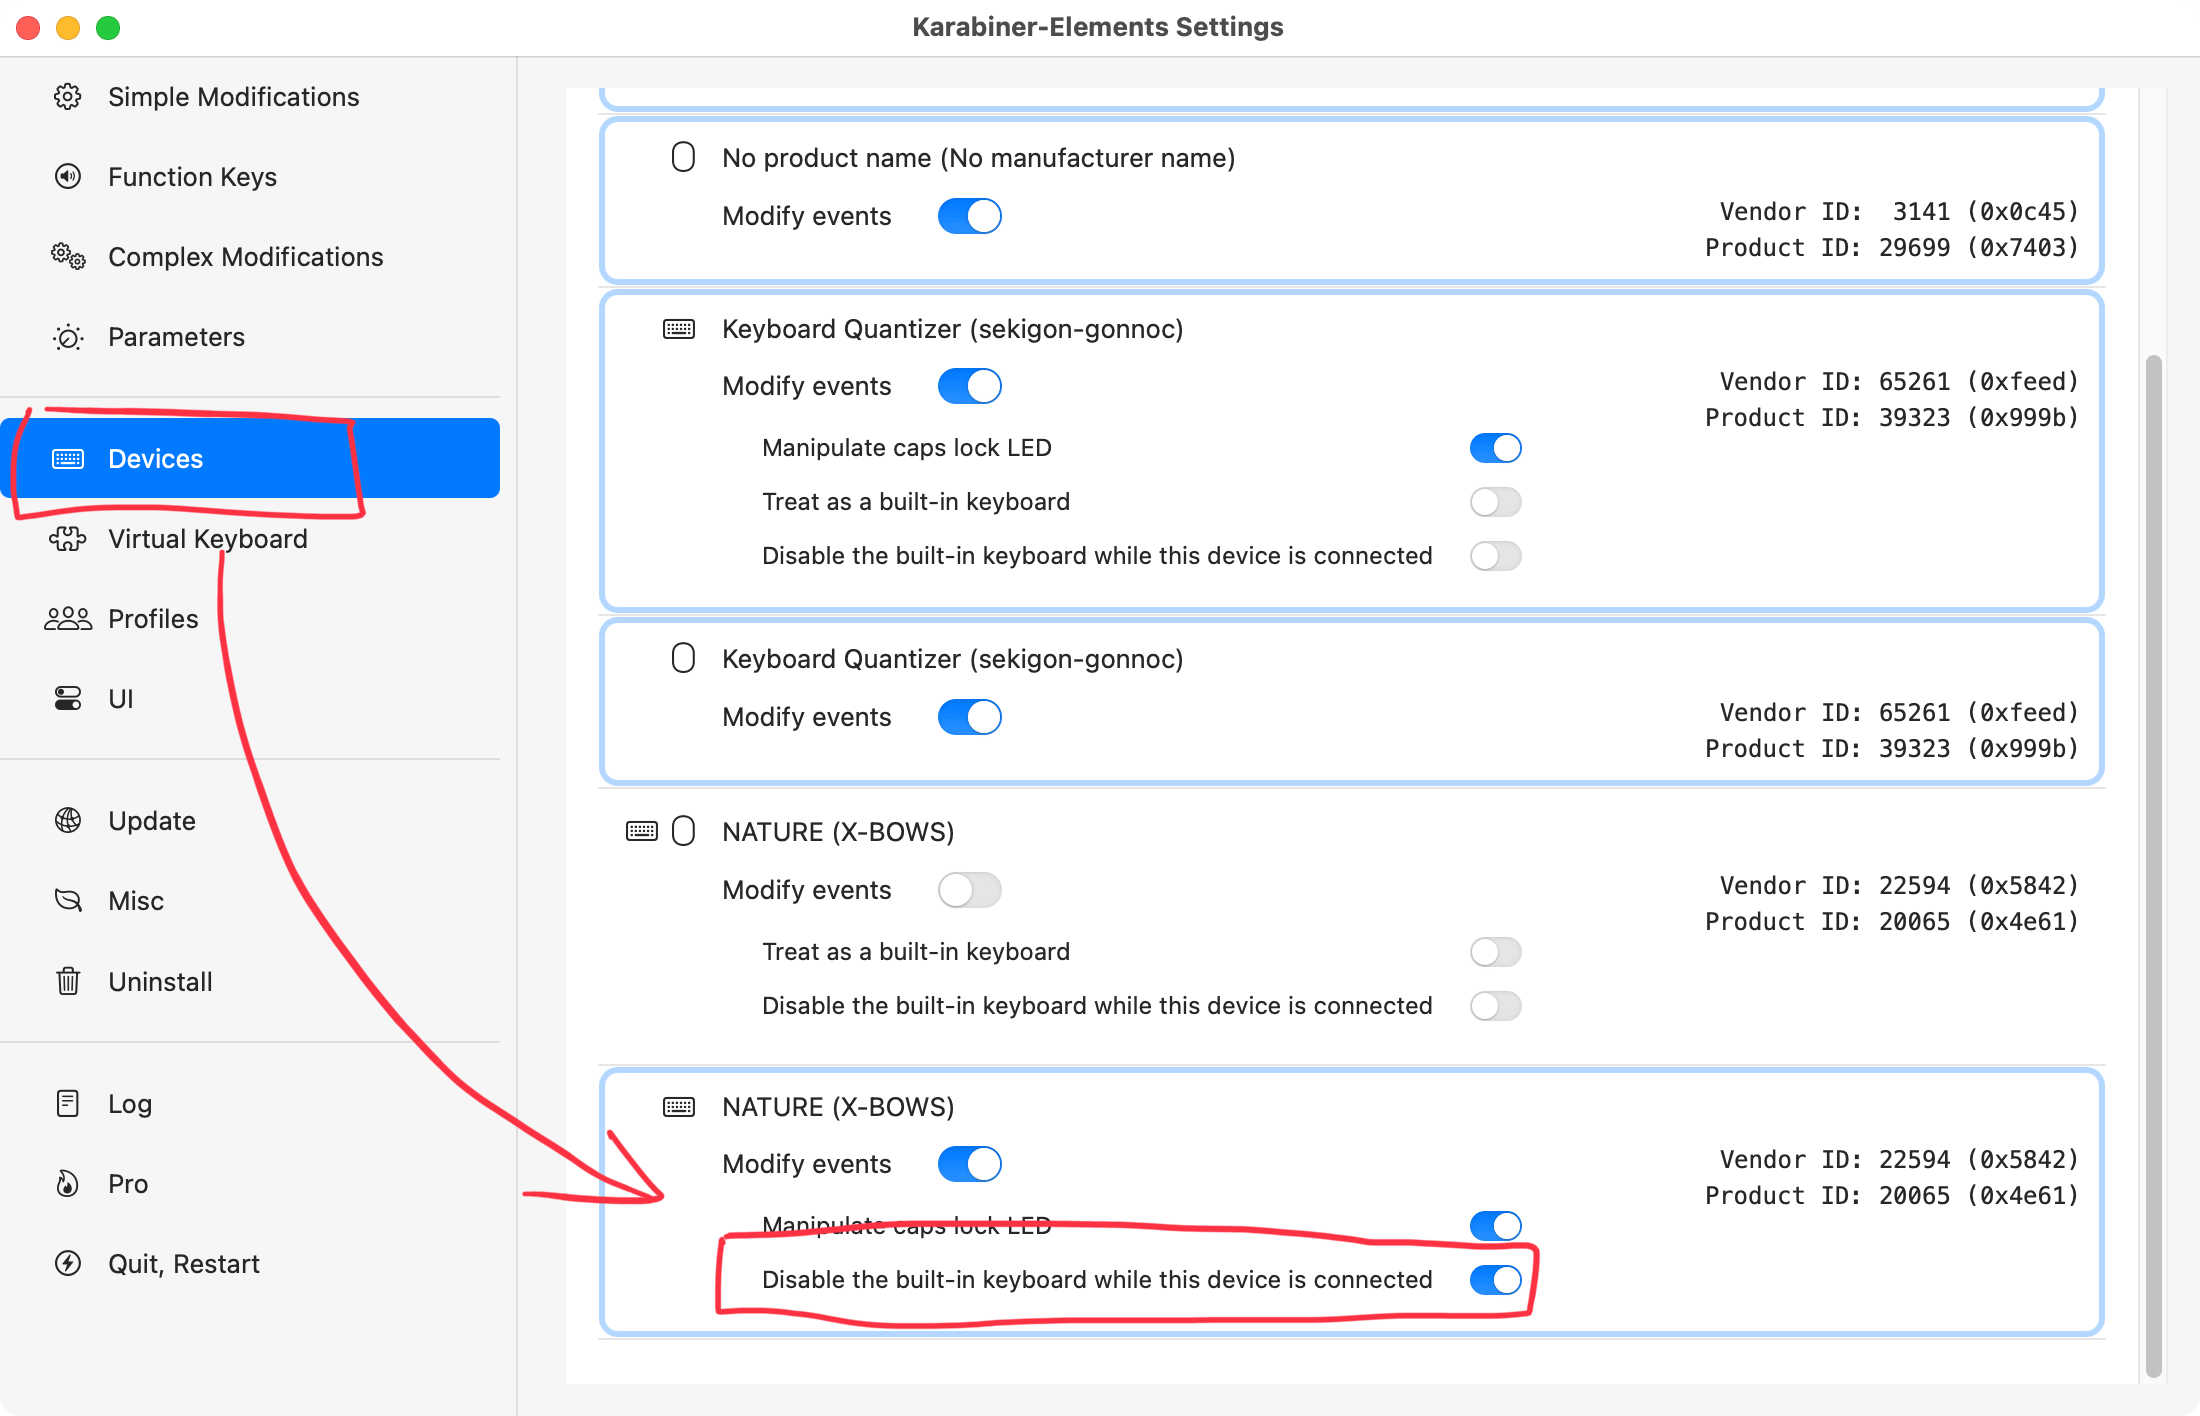 Karabiner-Elements Settings
Simple Modifications
Function Keys
Complex Modifications
Parameters
Devices
Virtual Keyboard
Profiles
UI
Update
Misc
Uninstall
Log
Pro
Quit, Restart
No product name (No manufacturer name)
Modify events
Vendor ID: 3141 (0x0c45)
Product ID: 29699 (0x7403)
Keyboard Quantizer (sekigon-gonnoc)
Modify events
Vendor ID: 65261 (0xfeed)
Product ID: 39323 (0x999b)
Manipulate caps lock LED
Treat as a built-in keyboard
Disable the built-in keyboard while this device is connected
Keyboard Quantizer (sekigon-gonnoc)
Modify events
Vendor ID: 65261 (0xfeed)
Product ID: 39323 (0x999b)
NATURE (X-BOWS)
Modify events
Vendor ID: 22594 (0x5842)
Product ID: 20065 (0x4e61)
Treat as a built-in keyboard
Disable the built-in keyboard while this device is connected
NATURE (X-BOWS)
Modify events
Vendor ID: 22594 (0x5842)
Product ID: 20065 (0x4e61)
Manipulate caps lock LED
Disable the built-in keyboard while this device is connected